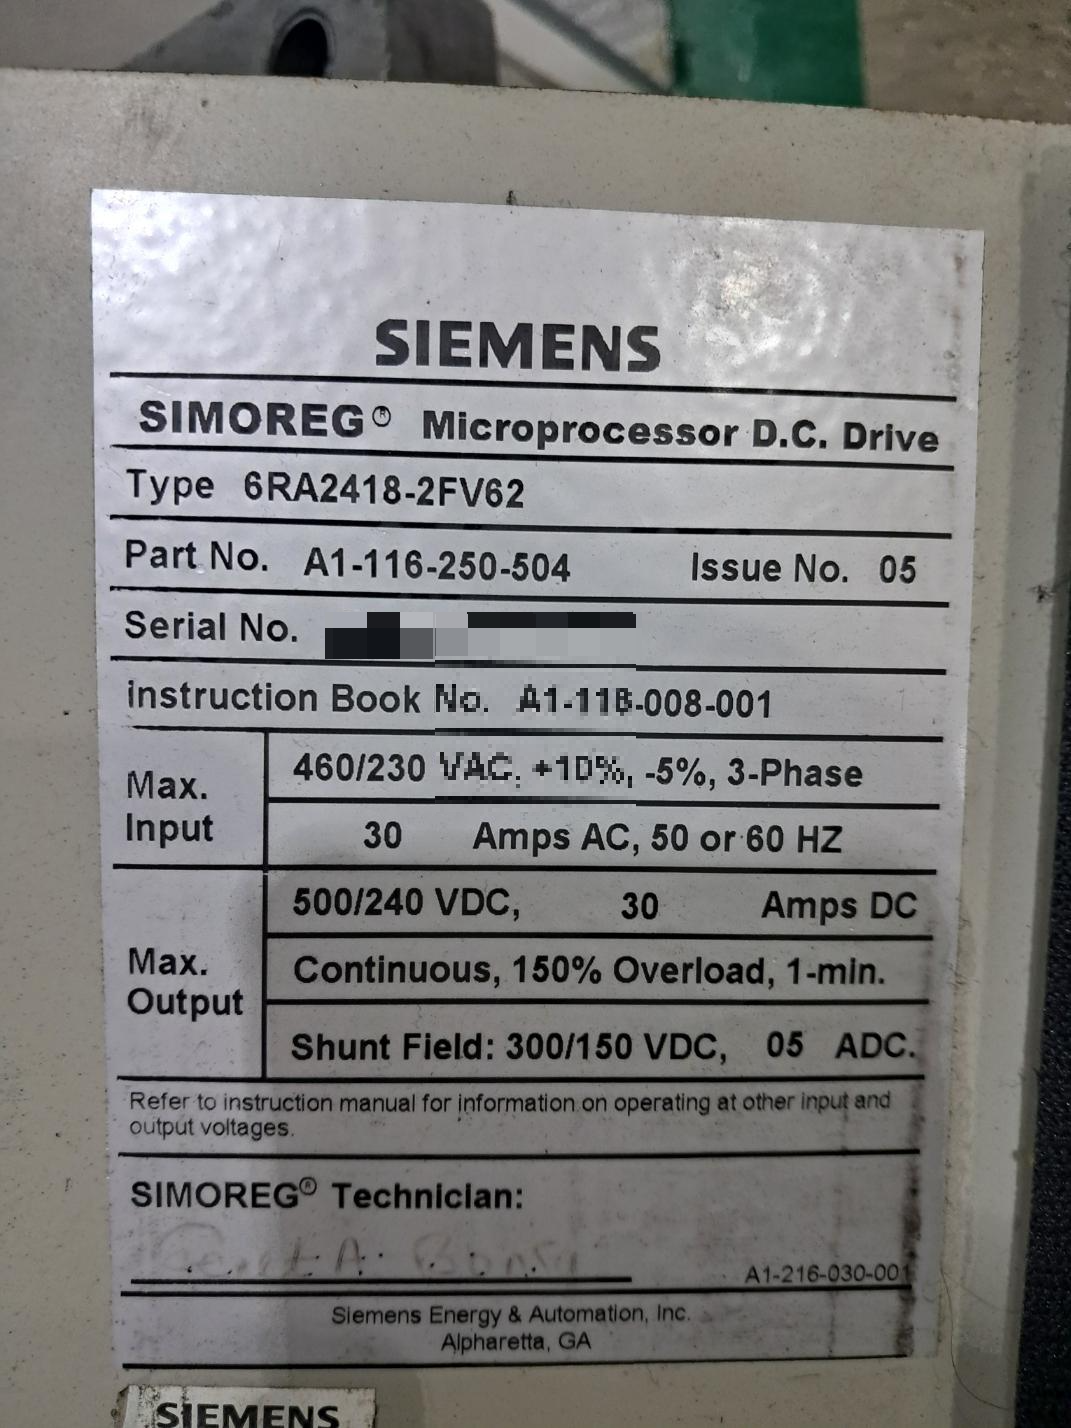 SIEMENS
SIMOREG® Microprocessor D.C. Drive
Type 6RA2418-2FV62
Part No. A1-116-250-504 Issue No. 05
Serial No.
instruction Book No. A1-118-008-001
Max. Input
460/230 VAC, +10%, -5%, 3-Phase
30 Amps AC, 50 or 60 HZ
Max. Output
500/240 VDC, 30 Amps DC
Continuous, 150% Overload, 1-min.
Shunt Field: 300/150 VDC, 05 ADC.
Refer to instruction manual for information on operating at other input and
output voltages.
SIMOREG® Technician:
A1-216-030-001
Siemens Energy & Automation, Inc.
Alpharetta, GA
SIEMENS